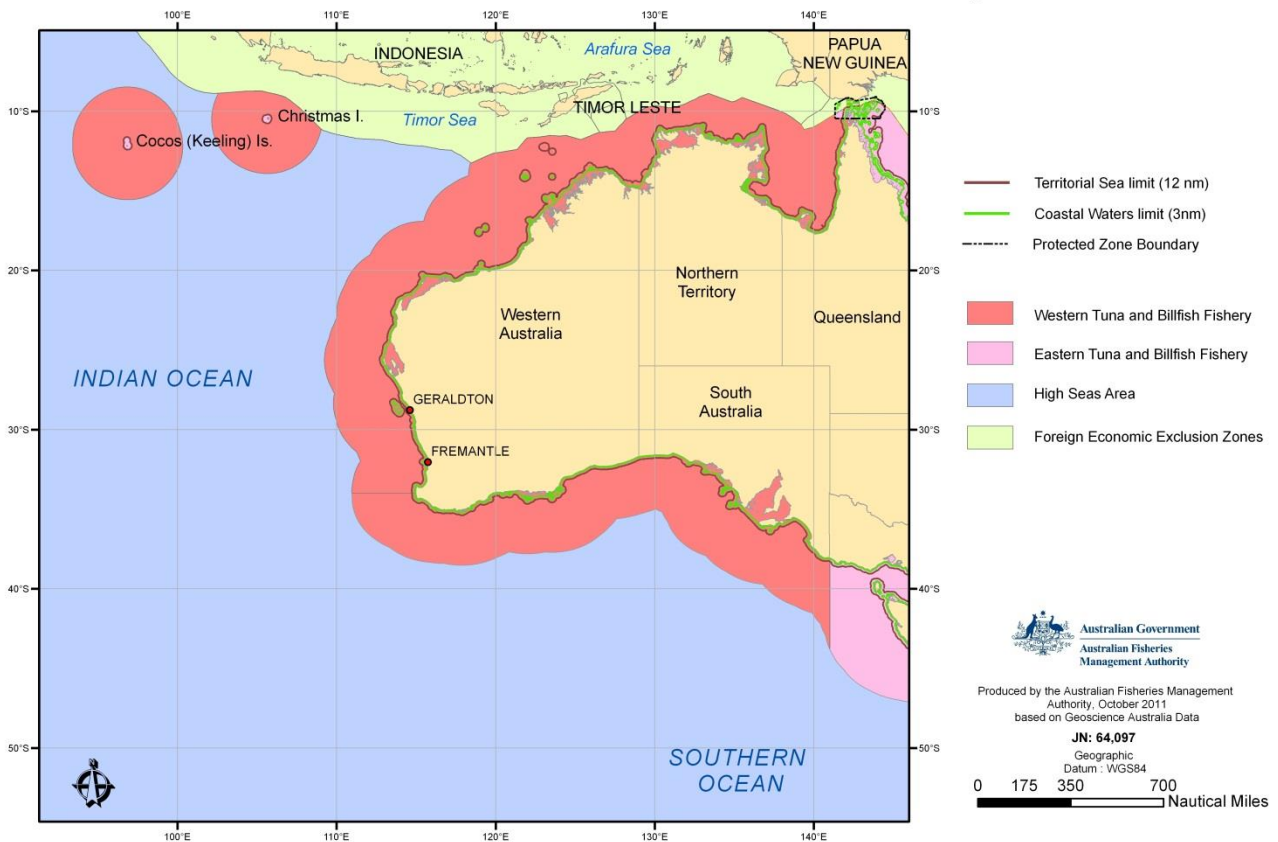 100°E
110°E
120°E
130°E
140°E
INDONESIA
Arafura Sea
PAPUA
NEW GUINEA
10°S
10°S
Christmas I.
Timor Sea
TIMOR LESTE
Cocos (Keeling) Is.
20°S
20°S
Northern
Territory
Western
Australia
Queensland
INDIAN OCEAN
GERALDTON
South
Australia
30°S
30°S
FREMANTLE
40°S
40°S
50°S
50°S
SOUTHERN
OCEAN
100°E
110°E
120°E
130°E
140°E
Territorial Sea limit (12 nm)
Coastal Waters limit (3nm)
Protected Zone Boundary
Western Tuna and Billfish Fishery
Eastern Tuna and Billfish Fishery
High Seas Area
Foreign Economic Exclusion Zones
Australian Government
Australian Fisheries
Management Authority
Produced by the Australian Fisheries Management
Authority, October 2011
based on Geoscience Australia Data
JN: 64,097
Geographic
Datum : WGS84
0 175 350 700
Nautical Miles